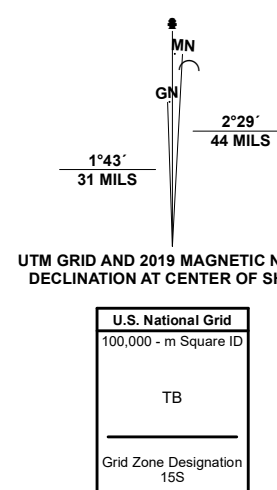 MN
GN
2°29´
44 MILS
1°43´
31 MILS
UTM GRID AND 2019 MAGNETIC N
DECLINATION AT CENTER OF SH
U.S. National Grid
100,000 - m Square ID
TB
Grid Zone Designation
15S